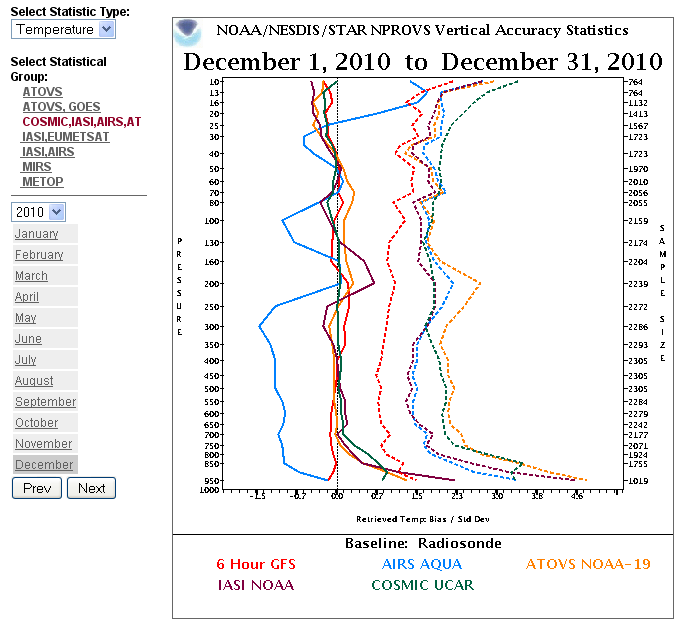 Select Statistic Type:
Temperature
Select Statistical
Group:
ATOVS
ATOVS, GOES
COSMIC,IASI,AIRS,AT
IASI,EUMETSAT
IASI,AIRS
MIRS
METOP
2010
January
February
March
April
May
June
July
August
September
October
November
December
Prev Next
NOAA/NESDIS/STAR NPROVS Vertical Accuracy Statistics
December 1, 2010 to December 31, 2010
10 764
13 764
16 1132
20 1413
25 1567
30 1723
40 1723
50 1970
60 2010
70 2056
80 2055
100 2159
130 2174
160 2204
200 2239
250 2272
300 2286
350 2293
400 2305
450 2305
500 2305
550 2284
600 2279
650 2242
700 2177
750 2071
800 1924
850 1755
950 1019
1000
PRESSURE
SAMPLE SIZE
-1.5 -0.7 0.0 0.7 1.5 2.3 3.1 3.8 4.6
Retrieved Temp: Bias / Std Dev
Baseline: Radiosonde
6 Hour GFS AIRS AQUA ATOVS NOAA-19
IASI NOAA COSMIC UCAR